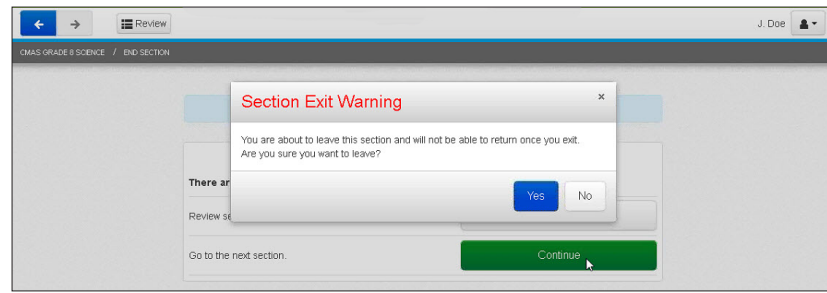 Review
J. Doe
CMAS GRADE 8 SCIENCE / END SECTION
Section Exit Warning
×
You are about to leave this section and will not be able to return once you exit.
Are you sure you want to leave?
There ar
Yes
No
Review se
Go to the next section.
Continue